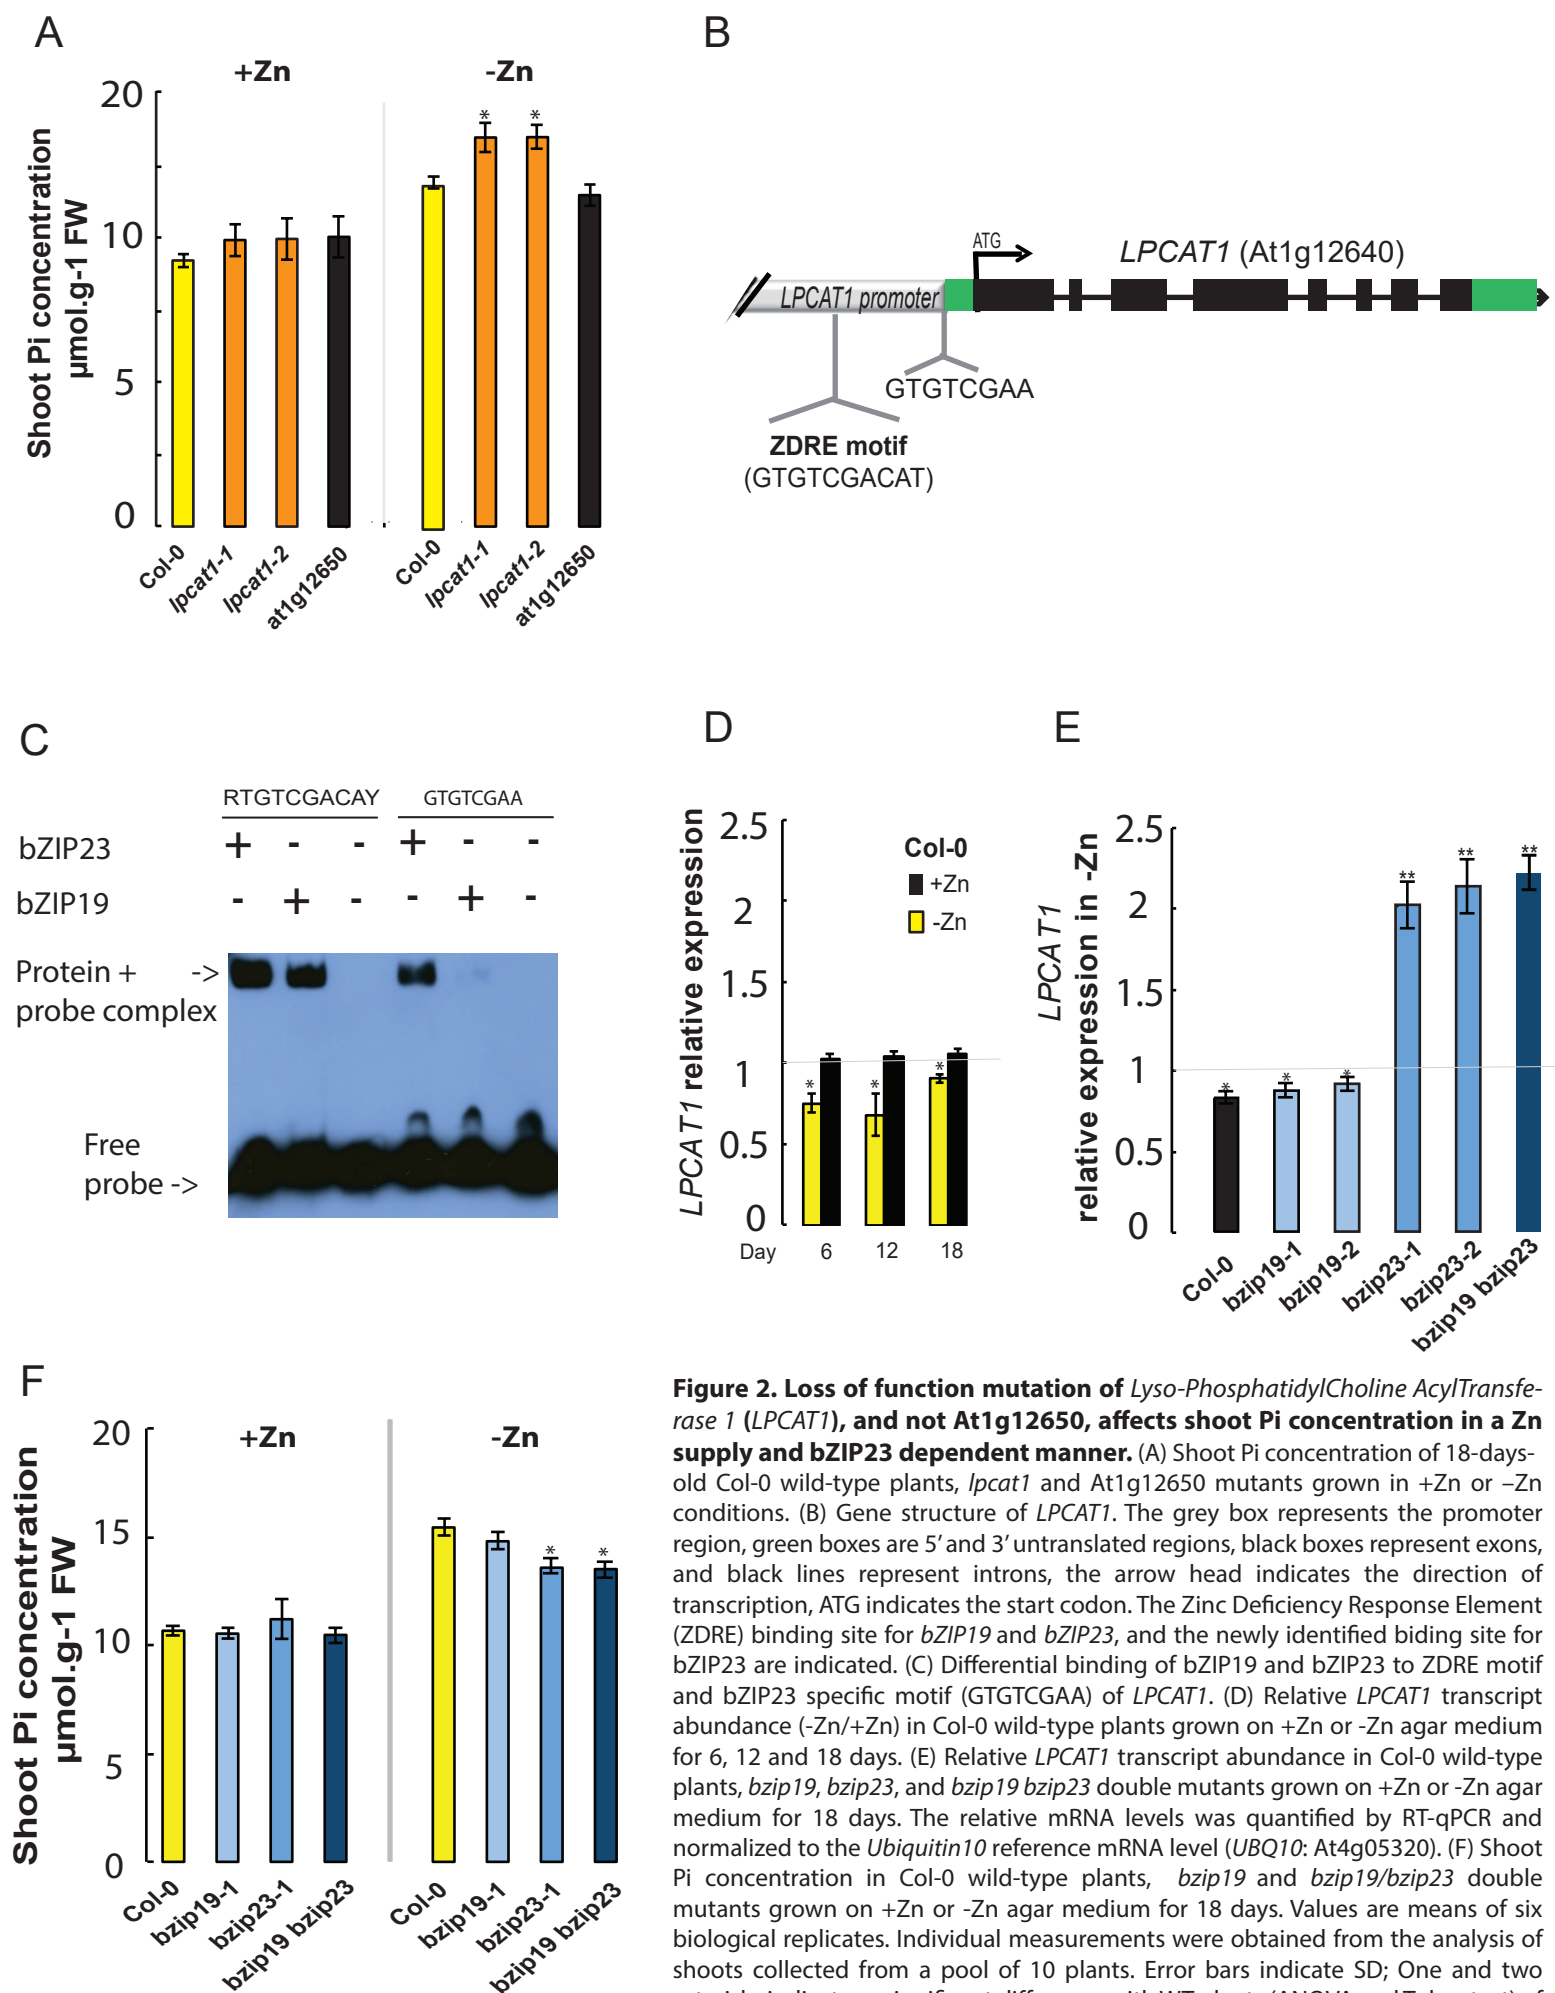 A
+Zn
-Zn
20
10
5
0
Shoot Pi concentration
µmol.g-1 FW
*
*
Col-0
lpcat1-1
lpcat1-2
at1g12650
Col-0
lpcat1-1
lpcat1-2
at1g12650
B
ATG
LPCAT1 (At1g12640)
LPCAT1 promoter
GTGTCGAA
ZDRE motif
(GTGTCGACAT)
C
RTGTCGACAY
GTGTCGAA
bZIP23 + - - + - -
bZIP19 - + - - + -
Protein + ->
probe complex
Free
probe ->
D
LPCAT1 relative expression
2.5
2
1.5
1
0.5
0
Col-0
+Zn
-Zn
*
*
*
Day 6 12 18
E
LPCAT1
relative expression in -Zn
2.5
2
1.5
1
0.5
0
*
*
*
**
**
**
Col-0
bzip19-1
bzip19-2
bzip23-1
bzip23-2
bzip19 bzip23
F
Shoot Pi concentration
µmol.g-1 FW
20
15
10
5
0
+Zn
-Zn
*
*
Col-0
bzip19-1
bzip23-1
bzip19 bzip23
Col-0
bzip19-1
bzip23-1
bzip19 bzip23
Figure 2. Loss of function mutation of Lyso-PhosphatidylCholine AcylTransfe-
rase 1 (LPCAT1), and not At1g12650, affects shoot Pi concentration in a Zn
supply and bZIP23 dependent manner. (A) Shoot Pi concentration of 18-days-
old Col-0 wild-type plants, lpcat1 and At1g12650 mutants grown in +Zn or –Zn
conditions. (B) Gene structure of LPCAT1. The grey box represents the promoter
region, green boxes are 5’ and 3’ untranslated regions, black boxes represent exons,
and black lines represent introns, the arrow head indicates the direction of
transcription, ATG indicates the start codon. The Zinc Deficiency Response Element
(ZDRE) binding site for bZIP19 and bZIP23, and the newly identified biding site for
bZIP23 are indicated. (C) Differential binding of bZIP19 and bZIP23 to ZDRE motif
and bZIP23 specific motif (GTGTCGAA) of LPCAT1. (D) Relative LPCAT1 transcript
abundance (-Zn/+Zn) in Col-0 wild-type plants grown on +Zn or -Zn agar medium
for 6, 12 and 18 days. (E) Relative LPCAT1 transcript abundance in Col-0 wild-type
plants, bzip19, bzip23, and bzip19 bzip23 double mutants grown on +Zn or -Zn agar
medium for 18 days. The relative mRNA levels was quantified by RT-qPCR and
normalized to the Ubiquitin10 reference mRNA level (UBQ10: At4g05320). (F) Shoot
Pi concentration in Col-0 wild-type plants, bzip19 and bzip19/bzip23 double
mutants grown on +Zn or -Zn agar medium for 18 days. Values are means of six
biological replicates. Individual measurements were obtained from the analysis of
shoots collected from a pool of 10 plants. Error bars indicate SD; One and two